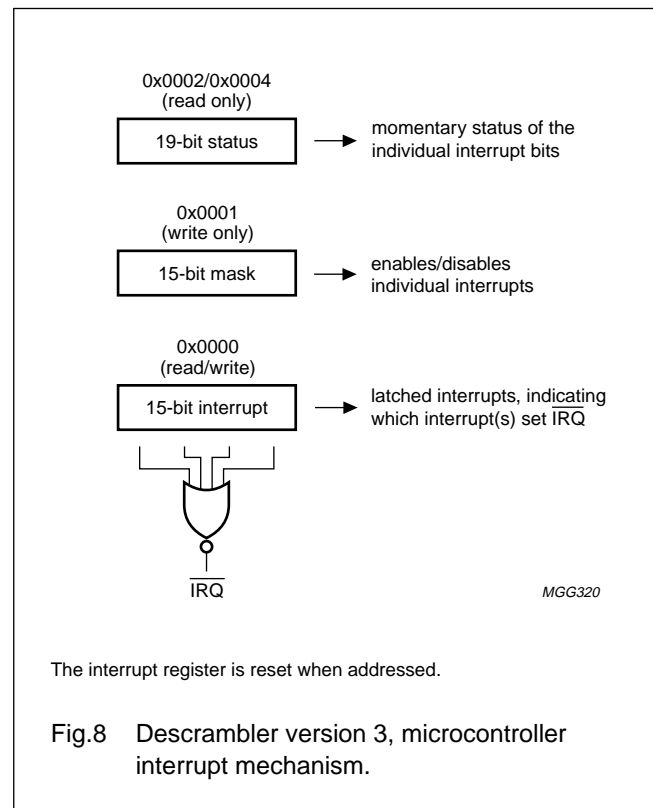 0x0002/0x0004
(read only)
19-bit status
momentary status of the
individual interrupt bits
0x0001
(write only)
15-bit mask
enables/disables
individual interrupts
0x0000
(read/write)
15-bit interrupt
latched interrupts, indicating
which interrupt(s) set I̅R̅Q̅
I̅R̅Q̅
MGG320
The interrupt register is reset when addressed.
Fig.8 Descrambler version 3, microcontroller
interrupt mechanism.